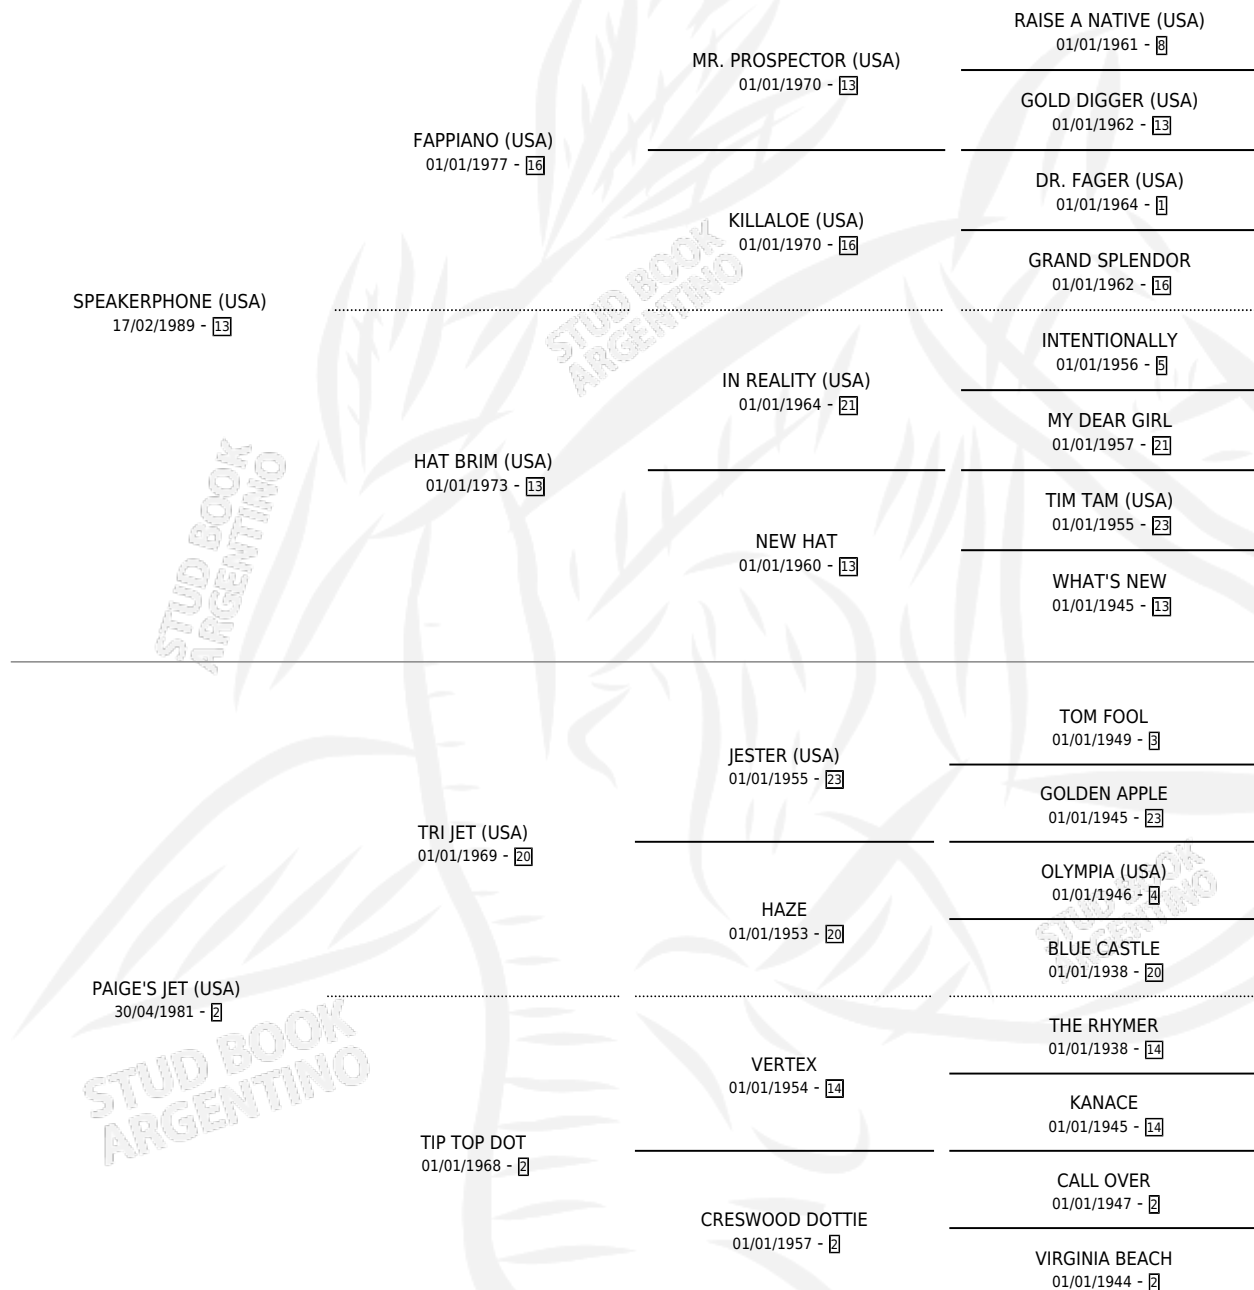 RAISE A NATIVE (USA)
01/01/1961 - 8
MR. PROSPECTOR (USA)
01/01/1970 - 13
GOLD DIGGER (USA)
01/01/1962 - 13
FAPPIANO (USA)
01/01/1977 - 16
DR. FAGER (USA)
01/01/1964 - 1
KILLALOE (USA)
01/01/1970 - 16
GRAND SPLENDOR
01/01/1962 - 16
SPEAKERPHONE (USA)
17/02/1989 - 13
STUD BOOK
ARGENTINO
INTENTIONALLY
01/01/1956 - 5
IN REALITY (USA)
01/01/1964 - 21
MY DEAR GIRL
01/01/1957 - 21
HAT BRIM (USA)
01/01/1973 - 13
TIM TAM (USA)
01/01/1955 - 23
NEW HAT
01/01/1960 - 13
WHAT'S NEW
01/01/1945 - 13
STUD BOOK
ARGENTINO
TOM FOOL
01/01/1949 - 3
JESTER (USA)
01/01/1955 - 23
GOLDEN APPLE
01/01/1945 - 23
TRI JET (USA)
01/01/1969 - 20
OLYMPIA (USA)
01/01/1946 - 4
HAZE
01/01/1953 - 20
STUD BOOK
ARGENTINO
BLUE CASTLE
01/01/1938 - 20
PAIGE'S JET (USA)
30/04/1981 - 2
THE RHYMER
01/01/1938 - 14
VERTEX
01/01/1954 - 14
STUD BOOK
ARGENTINO
KANACE
01/01/1945 - 14
TIP TOP DOT
01/01/1968 - 2
CALL OVER
01/01/1947 - 2
CRESWOOD DOTTIE
01/01/1957 - 2
VIRGINIA BEACH
01/01/1944 - 2